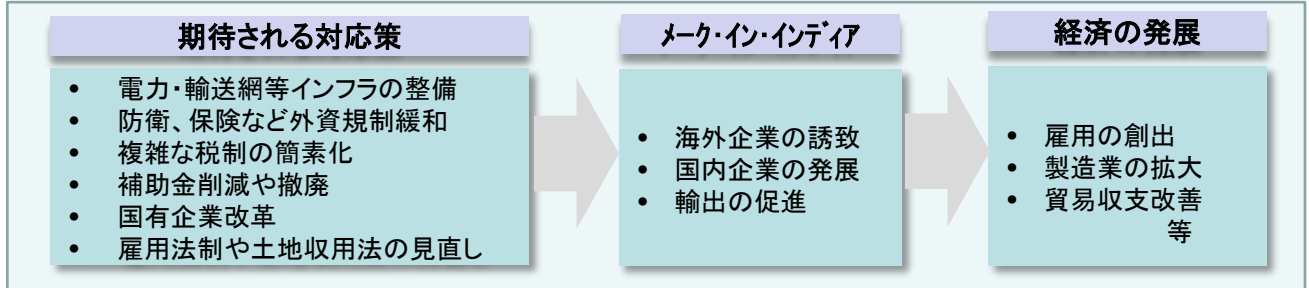 期待される対応策
• 電力・輸送網等インフラの整備
• 防衛、保険など外資規制緩和
• 複雑な税制の簡素化
• 補助金削減や撤廃
• 国有企業改革
• 雇用法制や土地収用法の見直し
ﾒｰｸ･ｲﾝ･ｲﾝﾃﾞｨｱ
• 海外企業の誘致
• 国内企業の発展
• 輸出の促進
経済の発展
• 雇用の創出
• 製造業の拡大
• 貿易収支改善
等